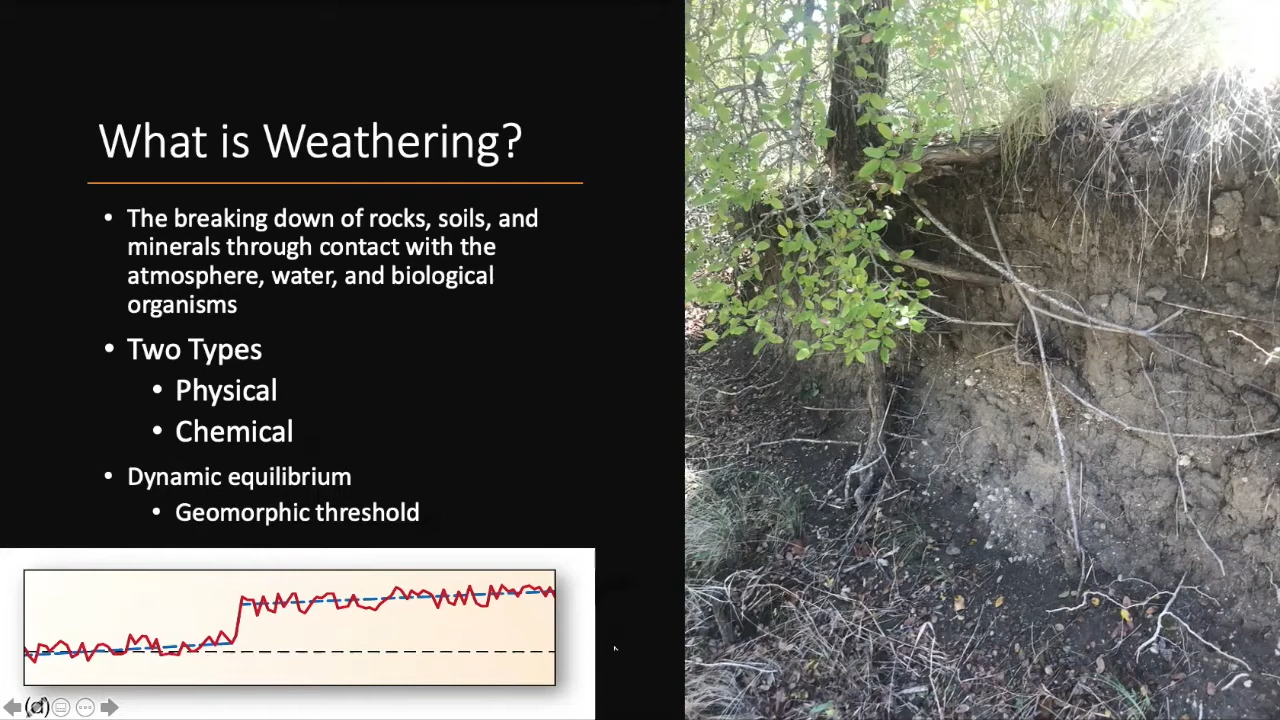 What is Weathering?
• The breaking down of rocks, soils, and
minerals through contact with the
atmosphere, water, and biological
organisms
• Two Types
• Physical
• Chemical
• Dynamic equilibrium
• Geomorphic threshold
(d)